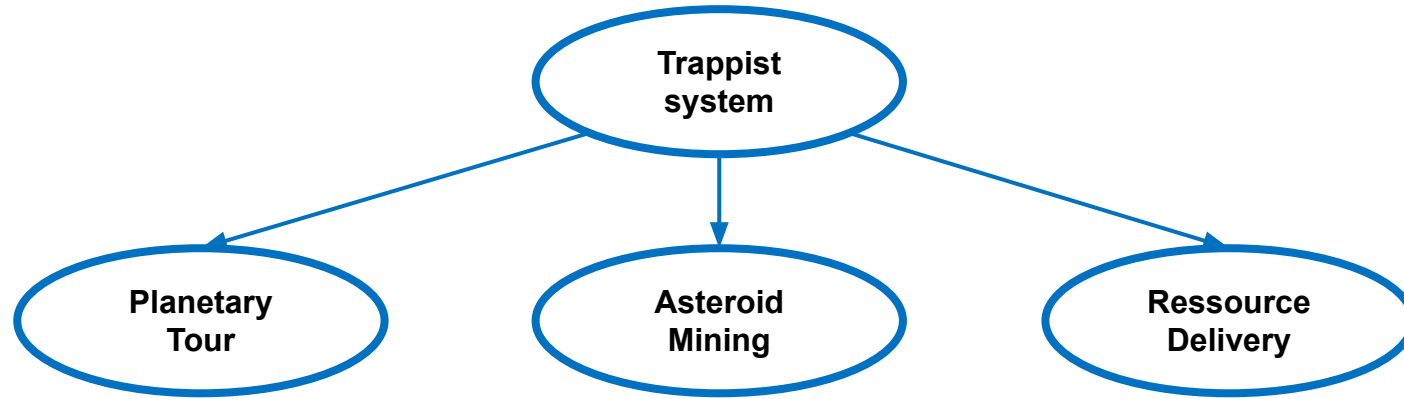 Trappist
system
Planetary
Tour
Asteroid
Mining
Ressource
Delivery